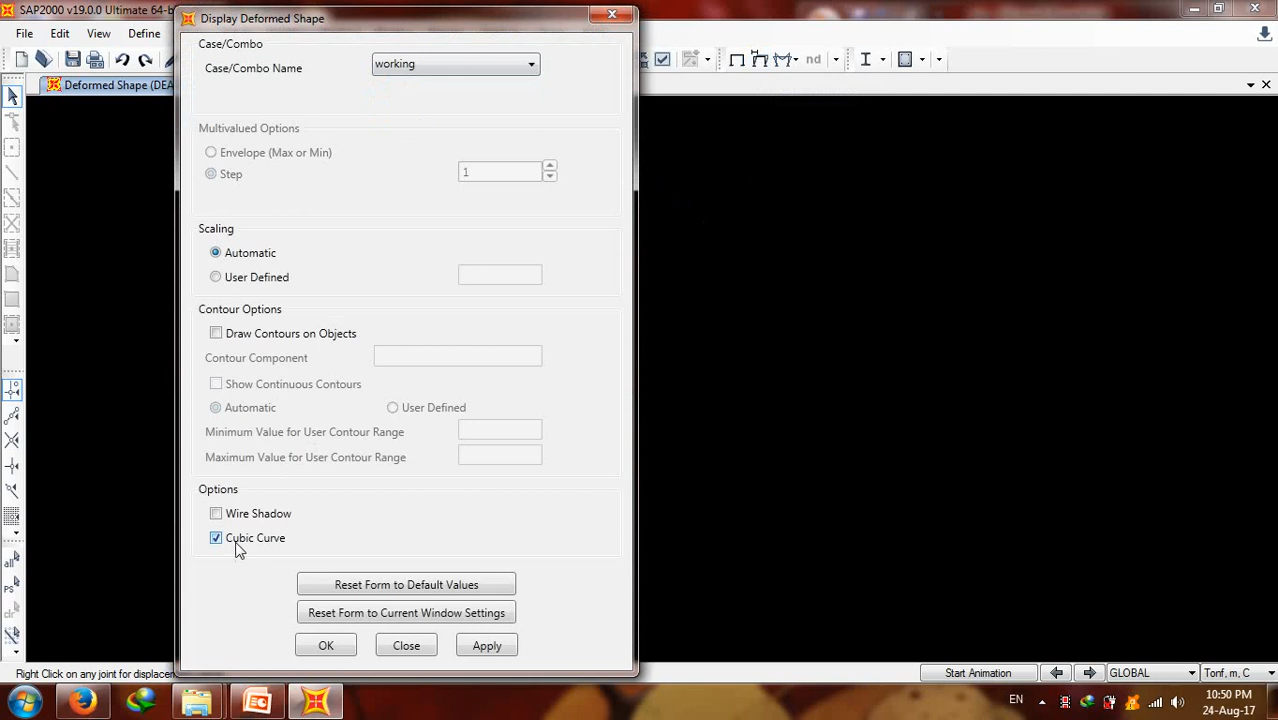 SAP2000 v19.0.0 Ultimate 64-b
Display Deformed Shape
File Edit View Define
Deformed Shape (DEA
Case/Combo
Case/Combo Name working
Multivalued Options
Envelope (Max or Min)
Step 1
Scaling
Automatic
User Defined
Contour Options
Draw Contours on Objects
Contour Component
Show Continuous Contours
Automatic User Defined
Minimum Value for User Contour Range
Maximum Value for User Contour Range
Options
Wire Shadow
Cubic Curve
Reset Form to Default Values
Reset Form to Current Window Settings
OK Close Apply
nd
all
PS
clr
Right Click on any joint for displacem Start Animation GLOBAL Tonf, m, C
EN 10:50 PM
24-Aug-17